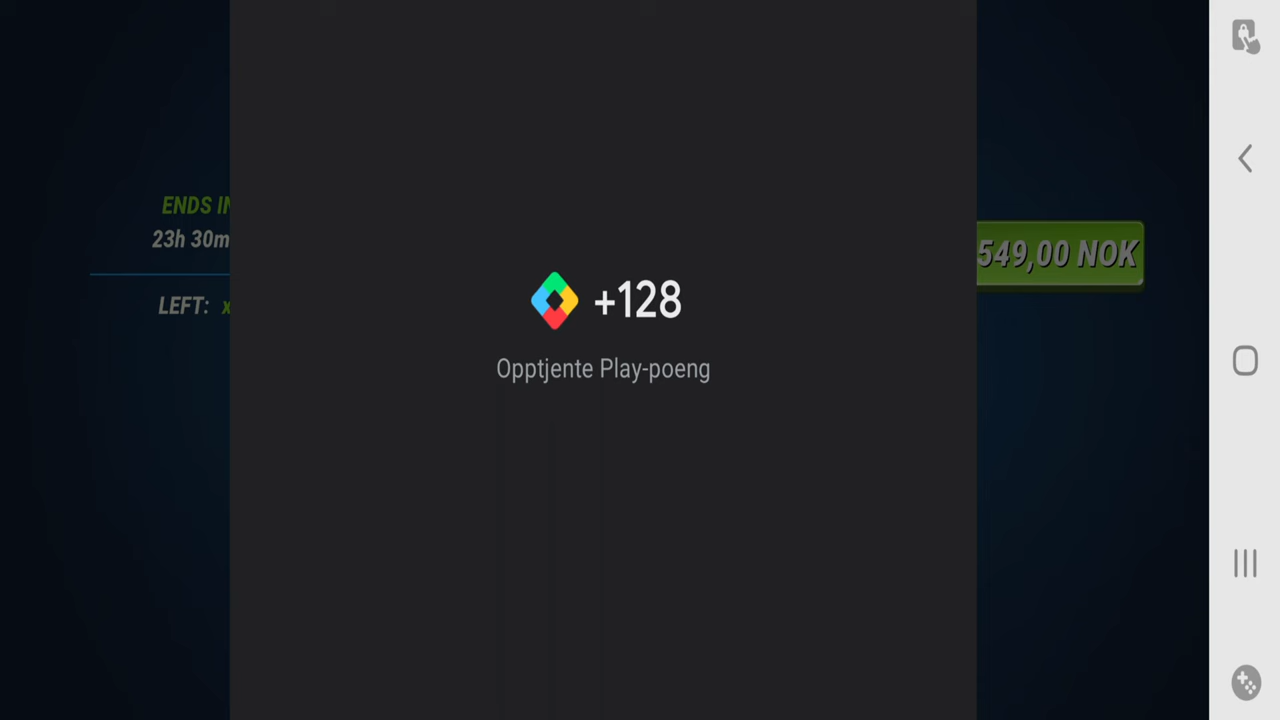 ENDS IN
23h 30m
LEFT:
+128
Opptjente Play-poeng
549,00 NOK